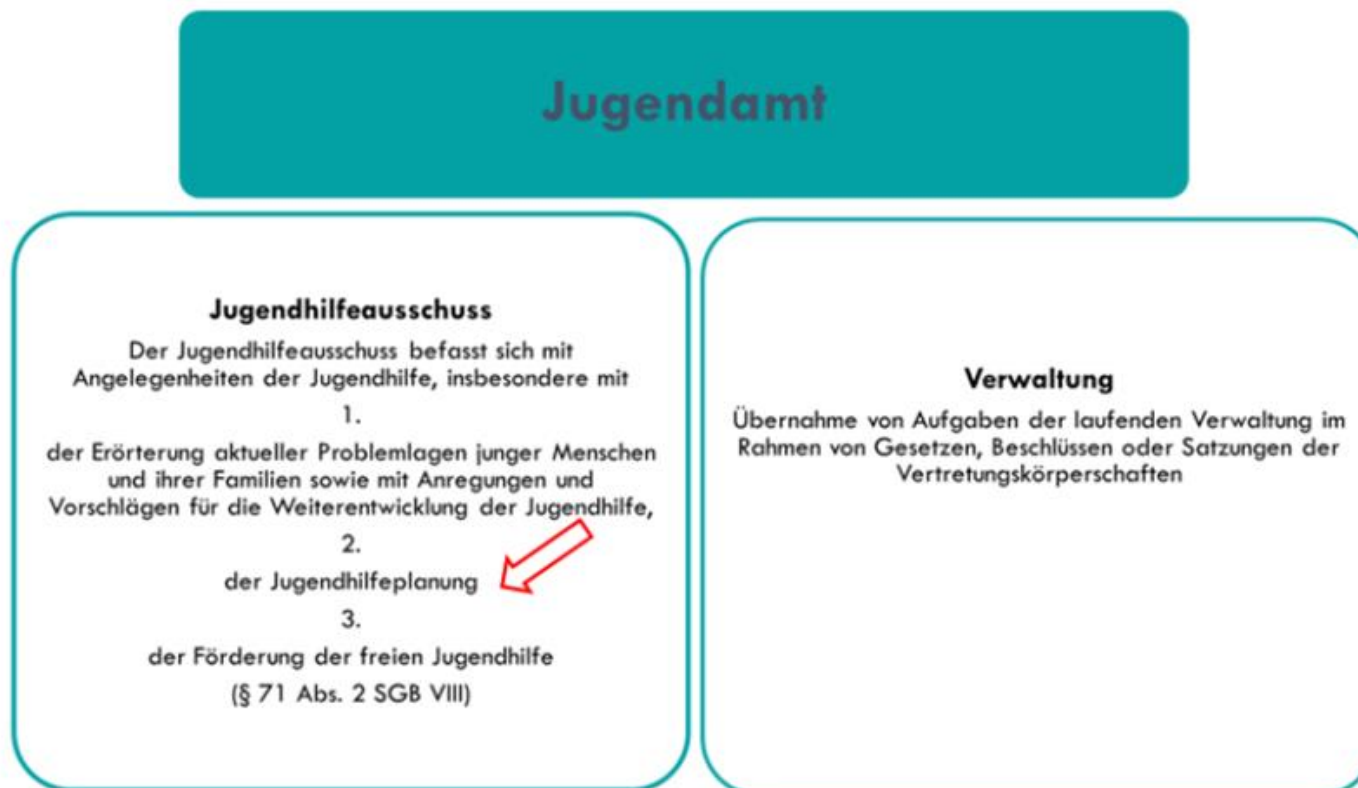 Jugendamt
Jugendhilfeausschuss
Der Jugendhilfeausschuss befasst sich mit
Angelegenheiten der Jugendhilfe, insbesondere mit
1.
der Erörterung aktueller Problemlagen junger Menschen
und ihrer Familien sowie mit Anregungen und
Vorschlägen für die Weiterentwicklung der Jugendhilfe,
2.
der Jugendhilfeplanung
3.
der Förderung der freien Jugendhilfe
(§ 71 Abs. 2 SGB VIII)
Verwaltung
Übernahme von Aufgaben der laufenden Verwaltung im
Rahmen von Gesetzen, Beschlüssen oder Satzungen der
Vertretungskörperschaften